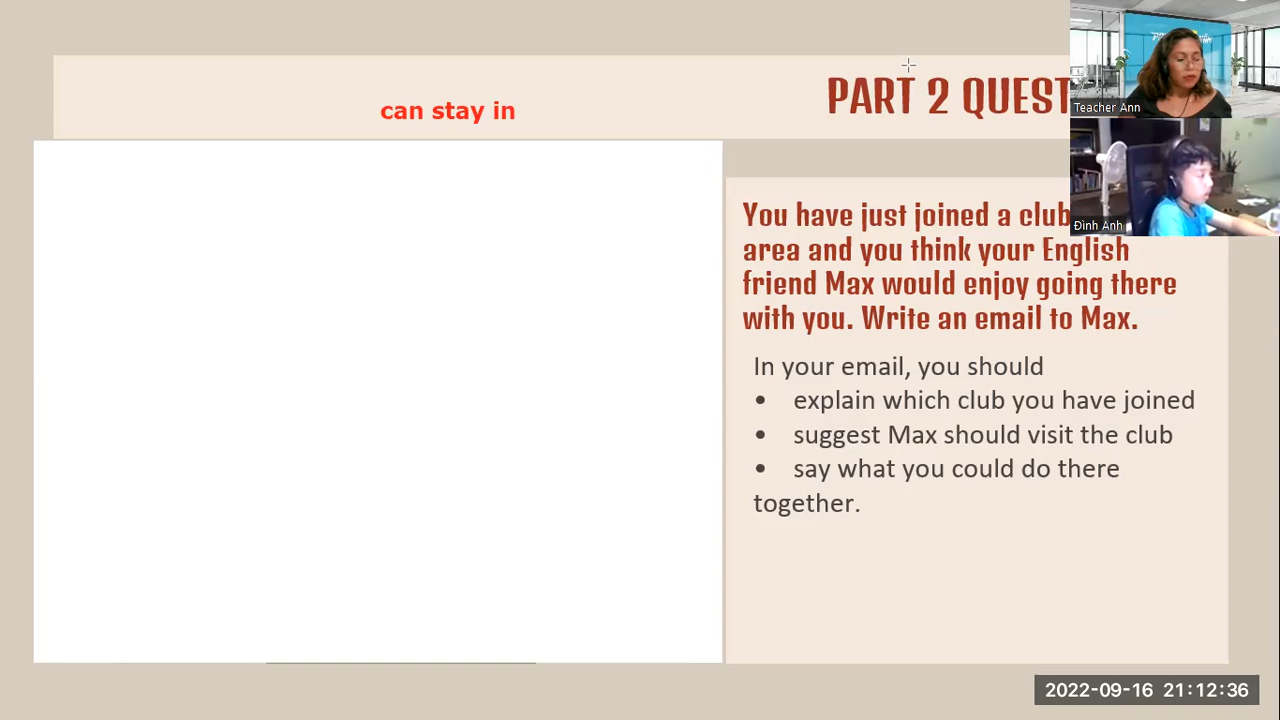 can stay in
PART 2 QUEST
Teacher Ann
Đình Anh
You have just joined a club
area and you think your English
friend Max would enjoy going there
with you. Write an email to Max.
In your email, you should
• explain which club you have joined
• suggest Max should visit the club
• say what you could do there
together.
2022-09-16 21:12:36